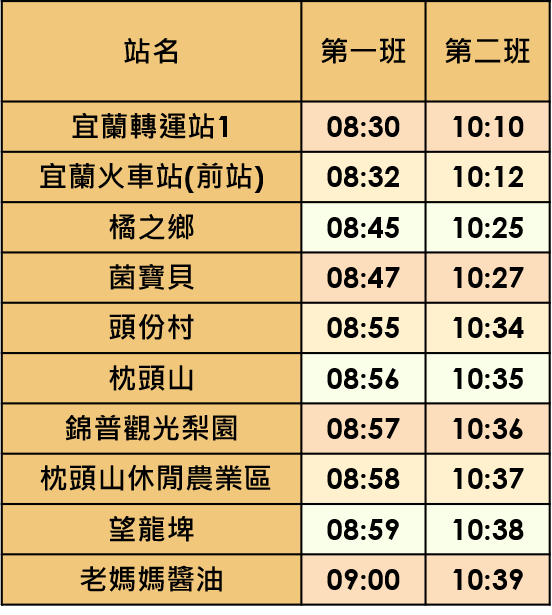 站名 第一班 第二班
宜蘭轉運站1 08:30 10:10
宜蘭火車站(前站) 08:32 10:12
橘之鄉 08:45 10:25
菌寶貝 08:47 10:27
頭份村 08:55 10:34
枕頭山 08:56 10:35
錦普觀光梨園 08:57 10:36
枕頭山休閒農業區 08:58 10:37
望龍埤 08:59 10:38
老媽媽醬油 09:00 10:39